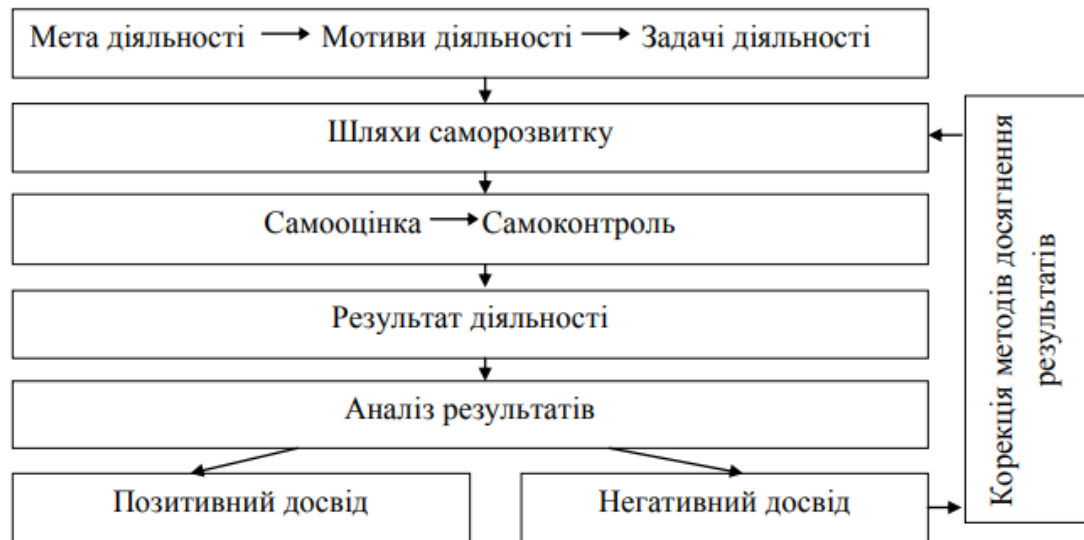 Мета діяльності → Мотиви діяльності → Задачі діяльності
Шляхи саморозвитку
Самооцінка → Самоконтроль
Результат діяльності
Аналіз результатів
Позитивний досвід
Негативний досвід
Корекція методів досягнення
результатів